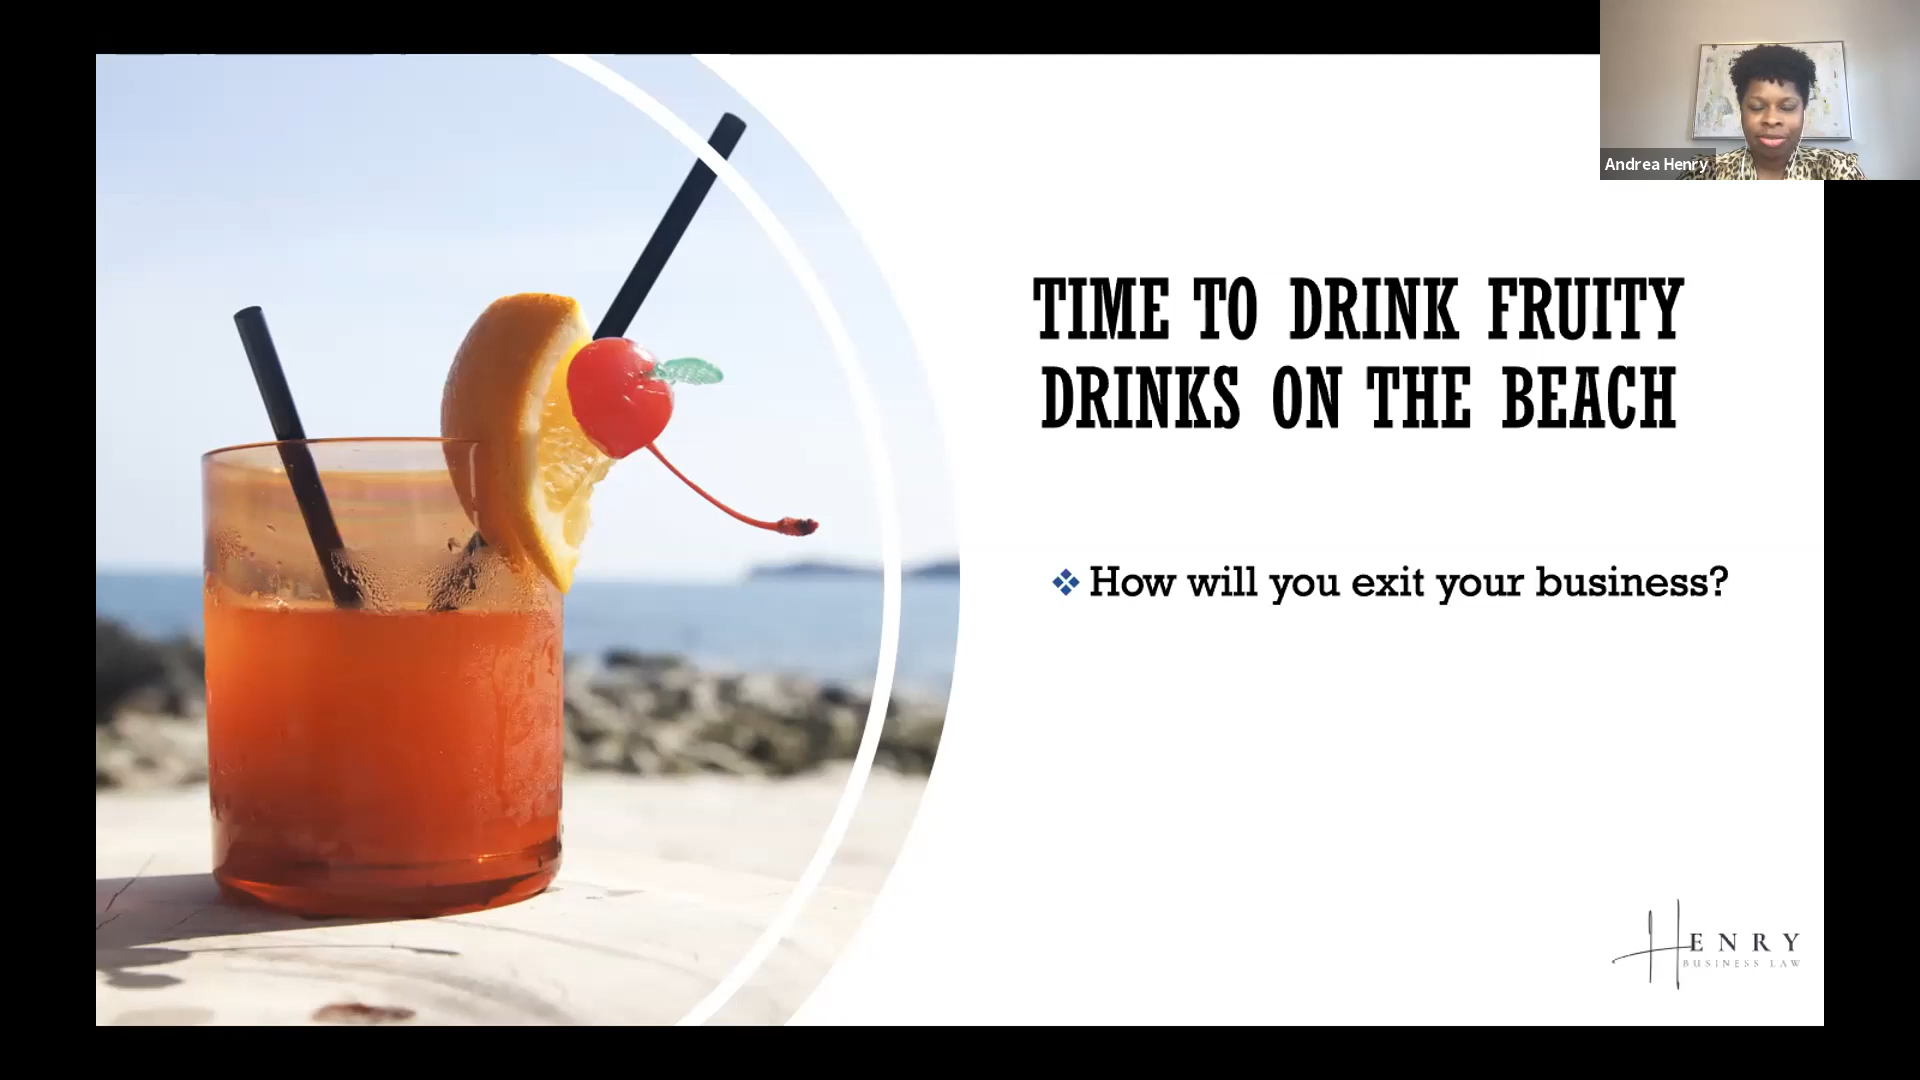 Andrea Henry
TIME TO DRINK FRUITY
DRINKS ON THE BEACH
How will you exit your business?
HENRY
BUSINESS LAW